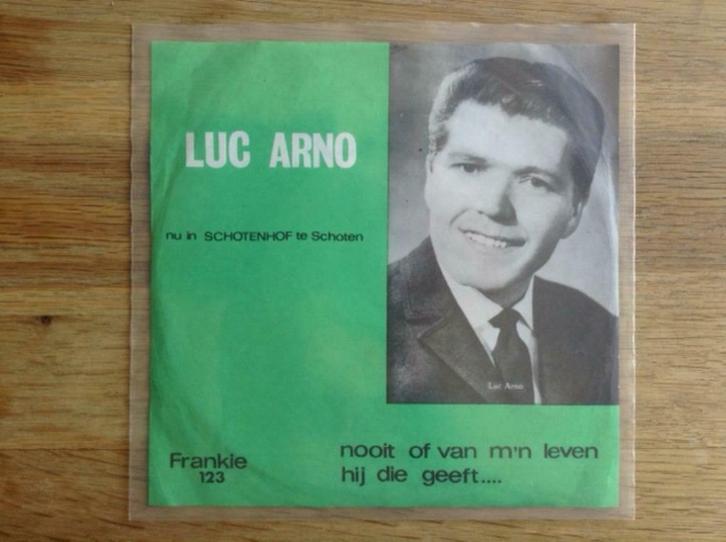 LUC ARNO
nu in SCHOTENHOF te Schoten
Luc Arno
Frankie
123
nooit of van m'n leven
hij die geeft....